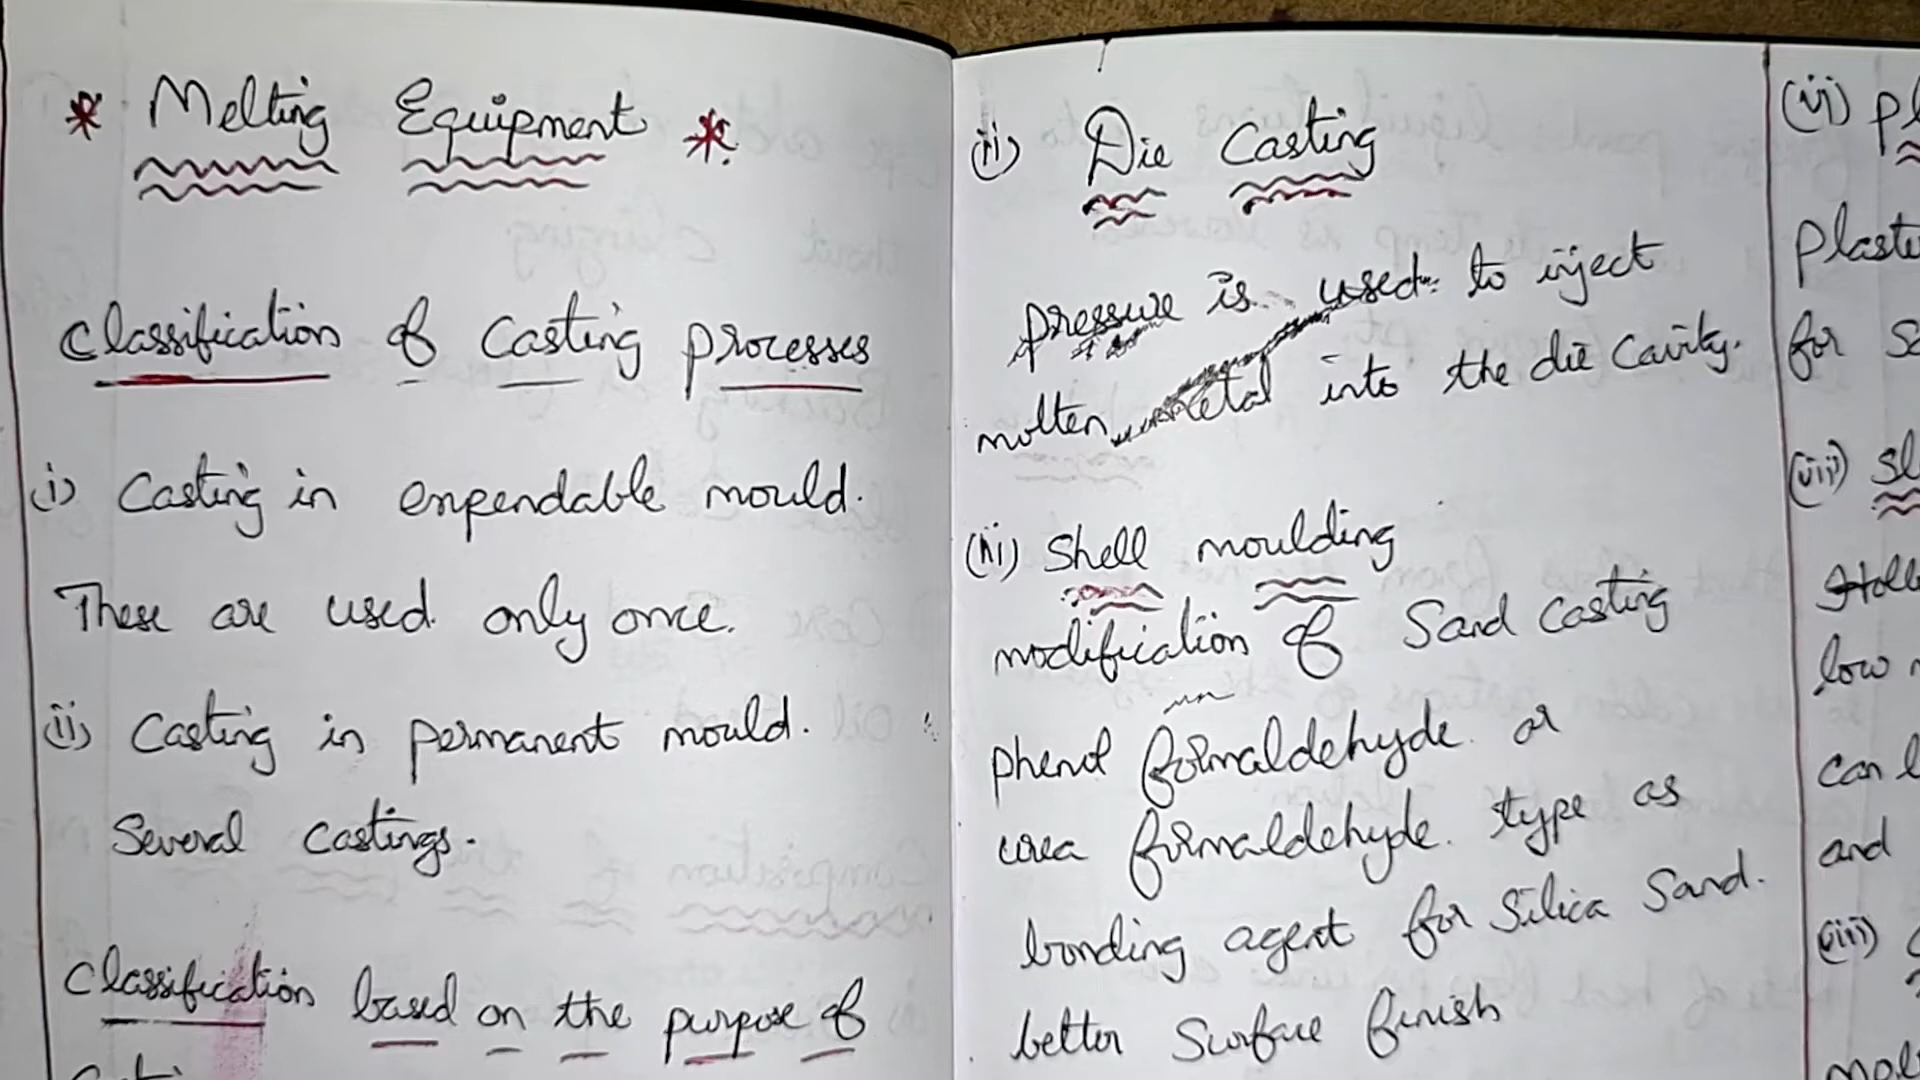 * Melting Equipment *
Classification of Casting Processes
(i) Casting in enpendable mould.
These are used only once.
(ii) Casting in permanent mould.
Several Castings.
Classification based on the purpose of
(ii) Die Casting
pressure is used to inject
molten metal into the die cavity.
(iii) Shell moulding
modification of Sand Casting
phenol formaldehyde or
urea formaldehyde type as
bonding agent for Silica Sand.
better Surface finish
(vi)
for
(vii)
low
can
and
(viii)